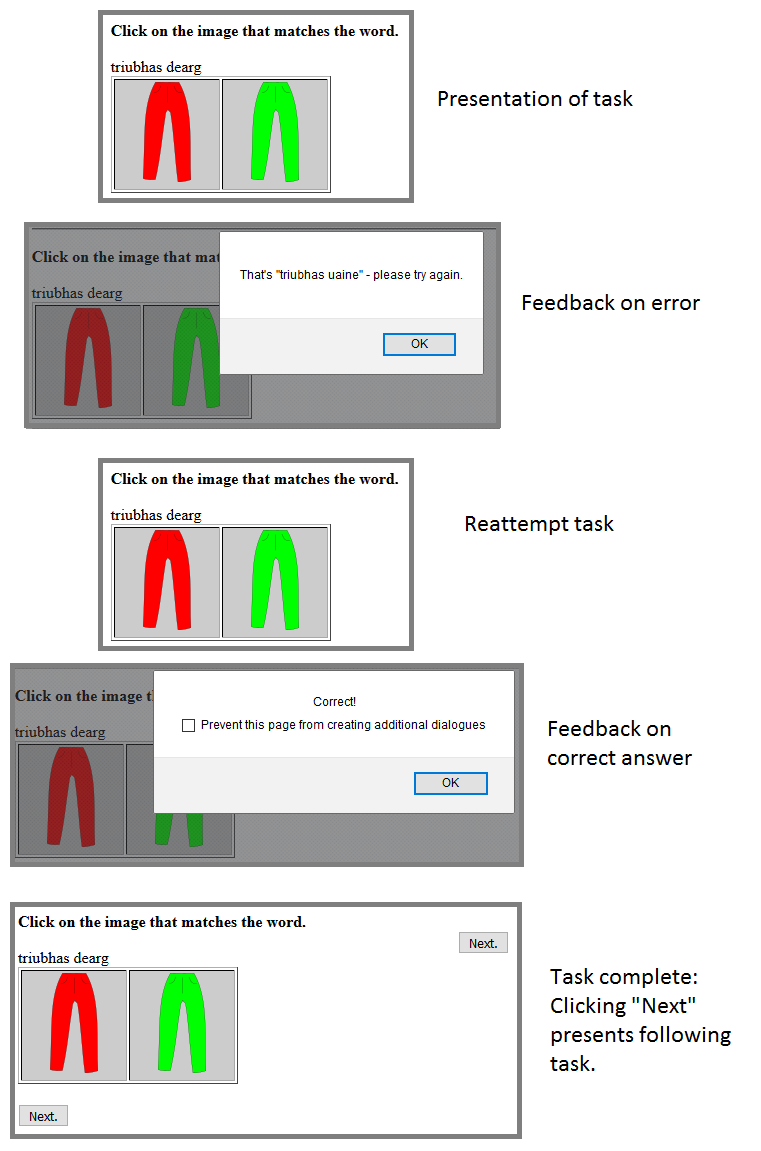 Click on the image that matches the word.
triubhas dearg
Presentation of task
Click on the image that mat
That's "triubhas uaine" - please try again.
triubhas dearg
OK
Feedback on error
Click on the image that matches the word.
triubhas dearg
Reattempt task
Click on the image t
Correct!
Prevent this page from creating additional dialogues
triubhas dearg
OK
Feedback on
correct answer
Click on the image that matches the word.
Next.
triubhas dearg
Next.
Task complete:
Clicking "Next"
presents following
task.